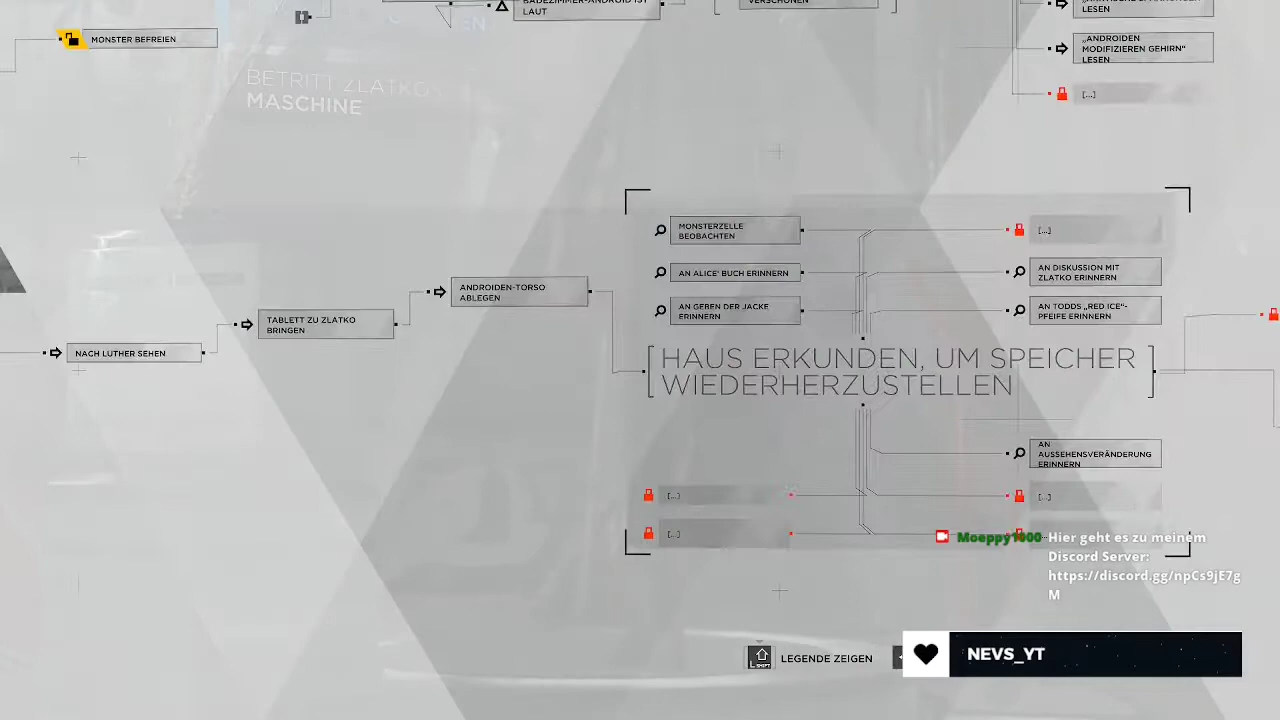 BADEZIMMER-ANDROID IST
LAUT
VERSCHONEN
LESEN
MONSTER BEFREIEN
„ANDROIDEN
MODIFIZIEREN GEHIRN“
LESEN
[...]
BETRITT ZLATKOS
MASCHINE
MONSTERZELLE
BEOBACHTEN
[...]
AN ALICE' BUCH ERINNERN
AN DISKUSSION MIT
ZLATKO ERINNERN
ANDROIDEN-TORSO
ABLEGEN
AN GEBEN DER JACKE
ERINNERN
AN TODDS „RED ICE“-
PFEIFE ERINNERN
TABLETT ZU ZLATKO
BRINGEN
NACH LUTHER SEHEN
HAUS ERKUNDEN, UM SPEICHER
WIEDERHERZUSTELLEN
AN
AUSSEHENSVERÄNDERUNG
ERINNERN
[...]
[...]
[...]
Moeppy1000 Hier geht es zu meinem
Discord Server:
https://discord.gg/npCs9jE7g
M
L SHIFT
LEGENDE ZEIGEN
NEVS_YT